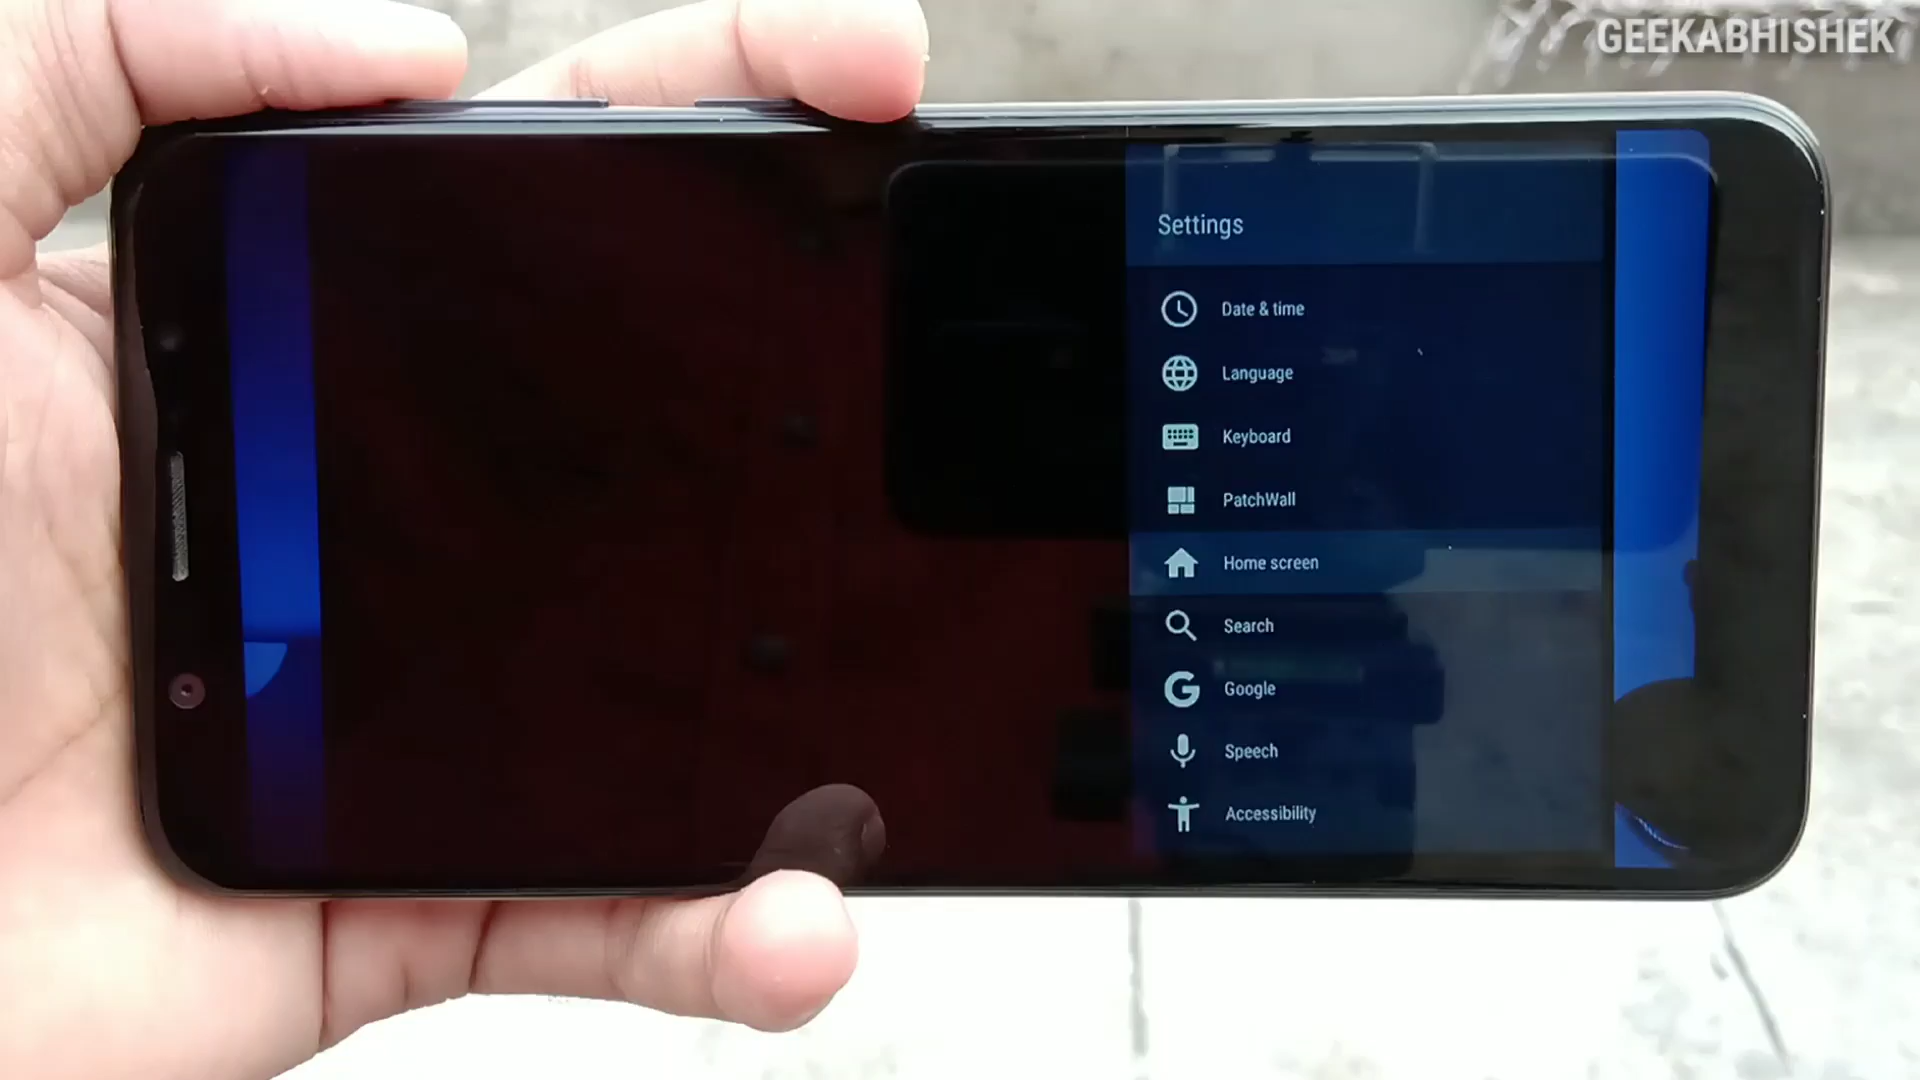 GEEKABHISHEK
Settings
Date & time
Language
Keyboard
PatchWall
Home screen
Search
Google
Speech
Accessibility